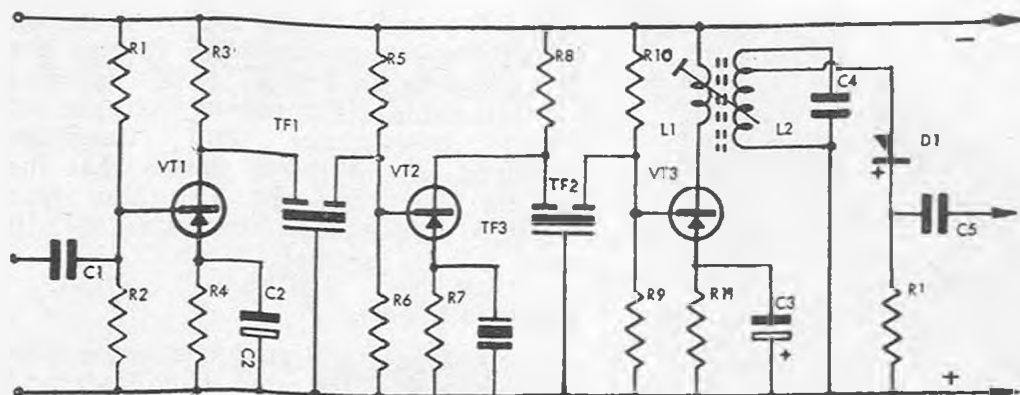 R1
R3
R5
R8
R10
−
C4
TF1
L1
L2
D1
VT1
VT2
TF2
VT3
+
TF3
C5
C1
R2
R4
C2
R6
R7
R9
R11
C3
R1
C2
+
+